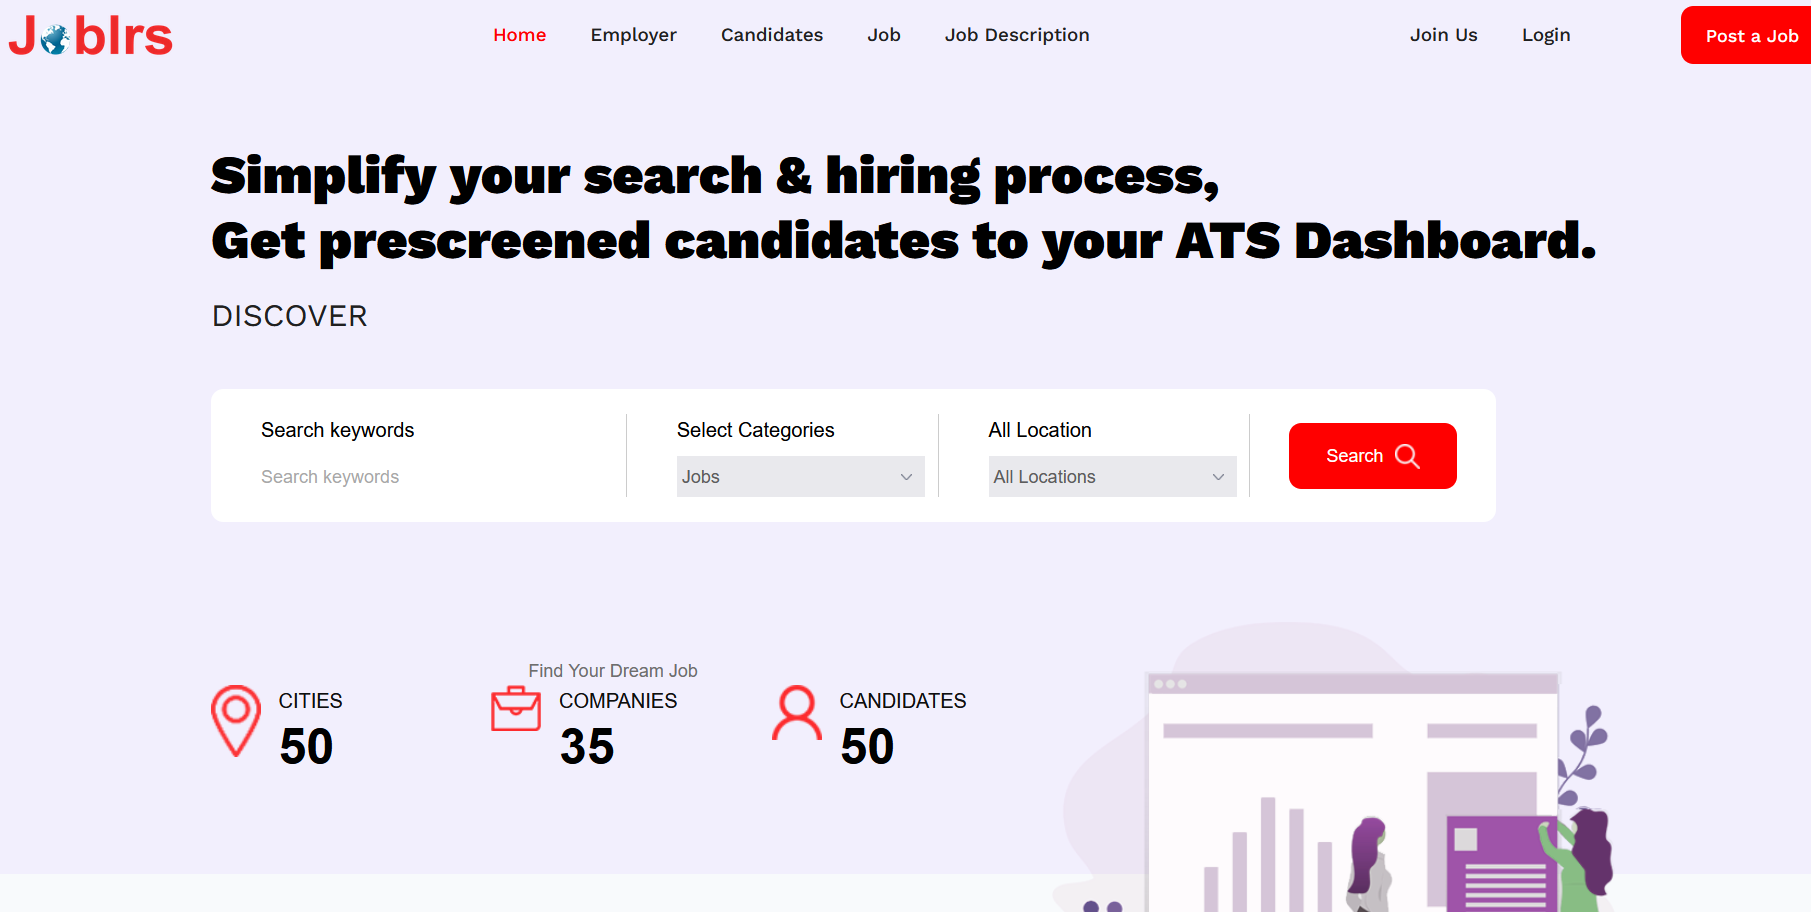 Joblrs
Home Employer Candidates Job Job Description Join Us Login Post a Job
Simplify your search & hiring process,
Get prescreened candidates to your ATS Dashboard.
DISCOVER
Search keywords Select Categories All Location
Search keywords Jobs All Locations Search
Find Your Dream Job
CITIES COMPANIES CANDIDATES
50 35 50